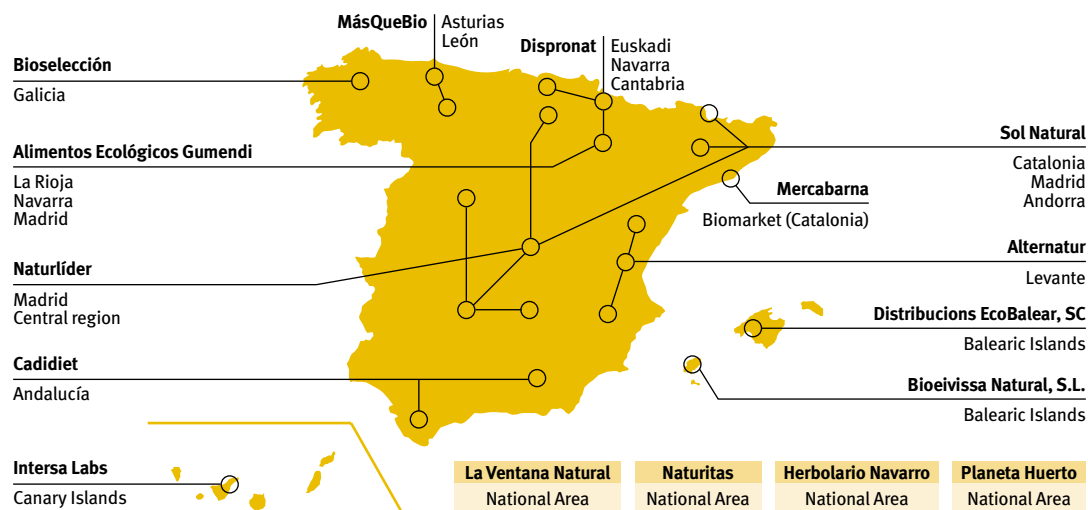 MásQueBio
Asturias
León
Dispronat
Euskadi
Navarra
Cantabria
Bioselección
Galicia
Alimentos Ecológicos Gumendi
La Rioja
Navarra
Madrid
Sol Natural
Catalonia
Madrid
Andorra
Mercabarna
Biomarket (Catalonia)
Alternatur
Levante
Naturlíder
Madrid
Central region
Distribucions EcoBalear, SC
Balearic Islands
Cadidiet
Andalucía
Bioeivissa Natural, S.L.
Balearic Islands
Intersa Labs
Canary Islands
La Ventana Natural
National Area
Naturitas
National Area
Herbolario Navarro
National Area
Planeta Huerto
National Area